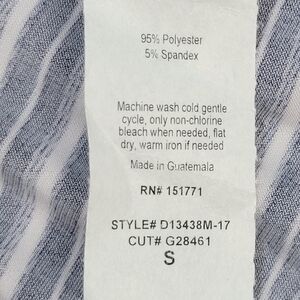 95% Polyester
5% Spandex
Machine wash cold gentle
cycle, only non-chlorine
bleach when needed, flat
dry, warm iron if needed
Made in Guatemala
RN# 151771
STYLE# D13438M-17
CUT# G28461
S